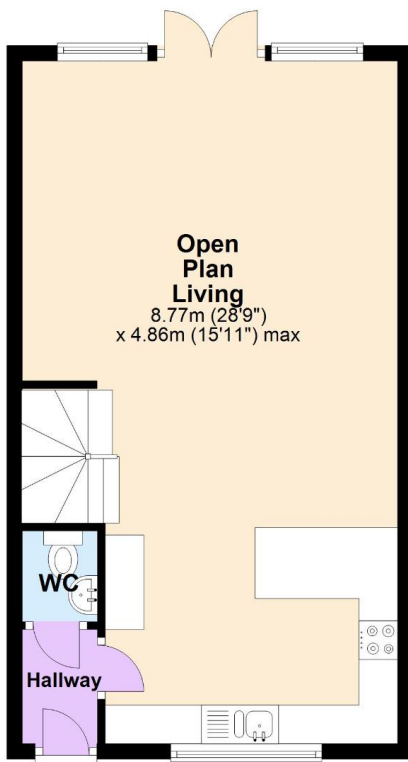 Open
Plan
Living
8.77m (28'9")
x 4.86m (15'11") max
WC
Hallway